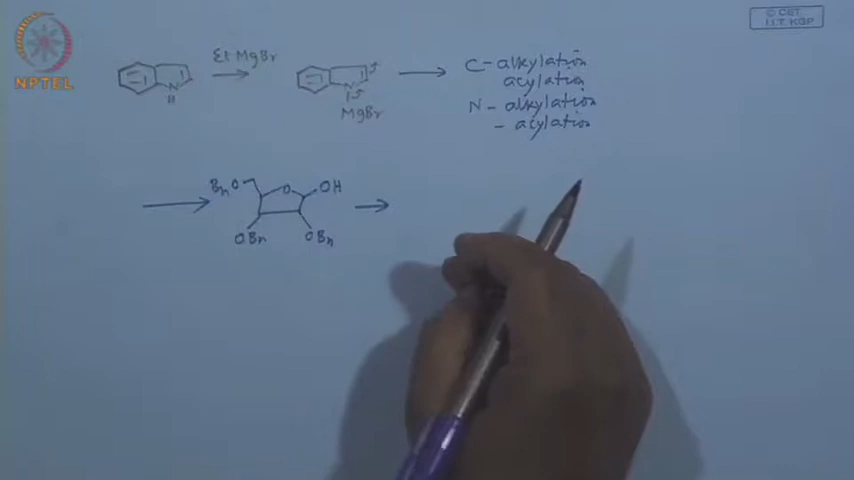 © CET
I.I.T. KGP
NPTEL
Et MgBr
N
H
N
MgBr
C - alkylation
acylation
N - alkylation
- acylation
BnO
O
OH
OBn
OBn